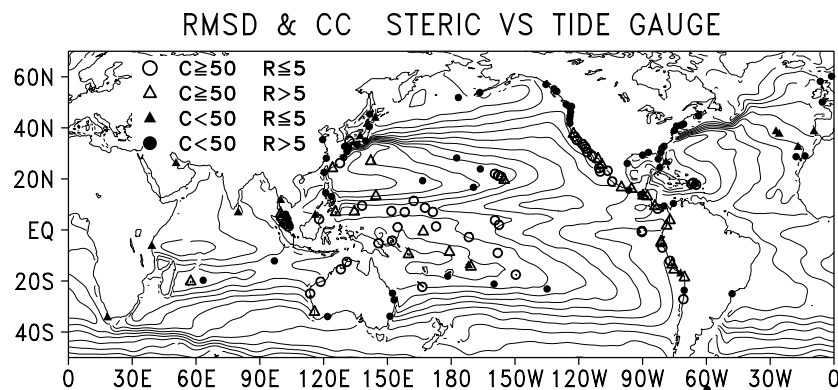 RMSD & CC STERIC VS TIDE GAUGE
60N
40N
20N
EQ
20S
40S
C≧50 R≦5
C≧50 R>5
C<50 R≦5
C<50 R>5
0 30E 60E 90E 120E 150E 180E 150W 120W 90W 60W 30W 0